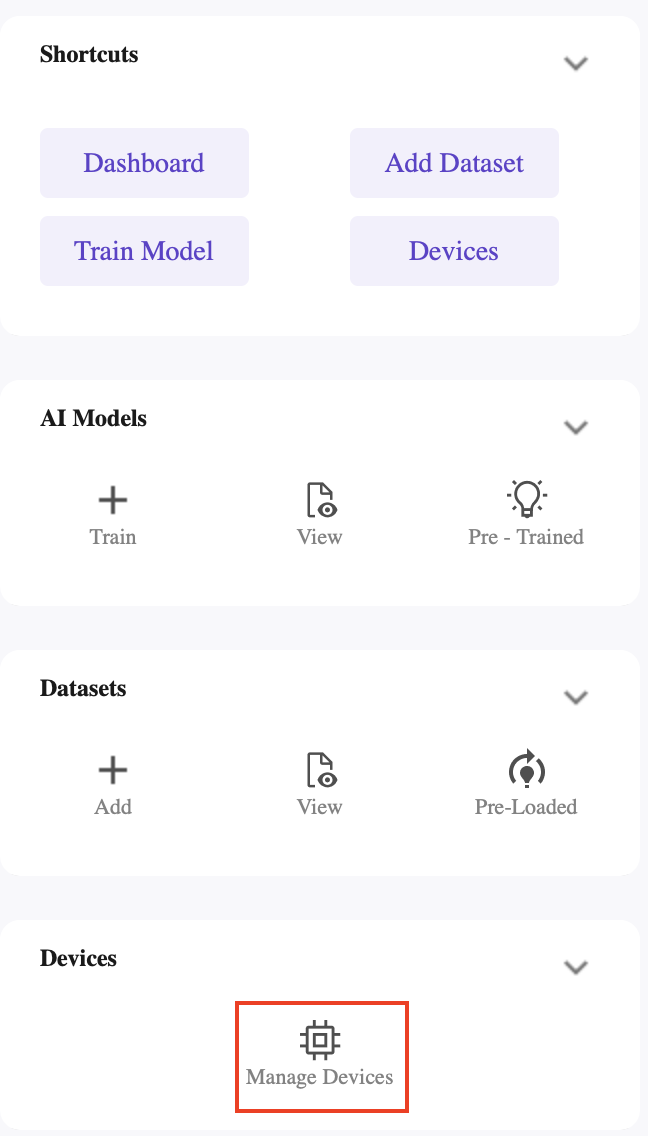 Shortcuts
Dashboard
Add Dataset
Train Model
Devices
AI Models
Train
View
Pre - Trained
Datasets
Add
View
Pre-Loaded
Devices
Manage Devices